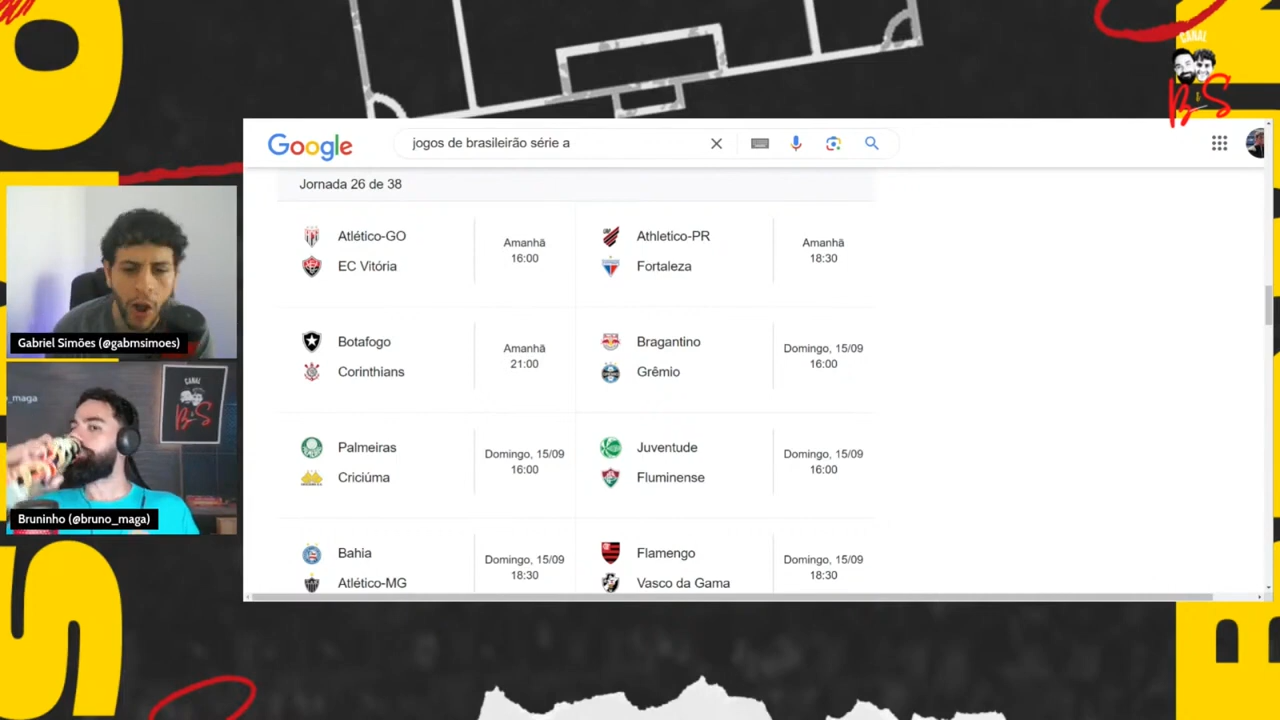 CANAL
B&S
Google
jogos de brasileirão série a
Jornada 26 de 38
Atlético-GO
EC Vitória
Amanhã
16:00
Athletico-PR
Fortaleza
Amanhã
18:30
Botafogo
Corinthians
Amanhã
21:00
Bragantino
Grêmio
Domingo, 15/09
16:00
Palmeiras
Criciúma
Domingo, 15/09
16:00
Juventude
Fluminense
Domingo, 15/09
16:00
Bahia
Atlético-MG
Domingo, 15/09
18:30
Flamengo
Vasco da Gama
Domingo, 15/09
18:30
Gabriel Simões (@gabmsimoes)
_maga
CANAL
B&S
Bruninho (@bruno_maga)